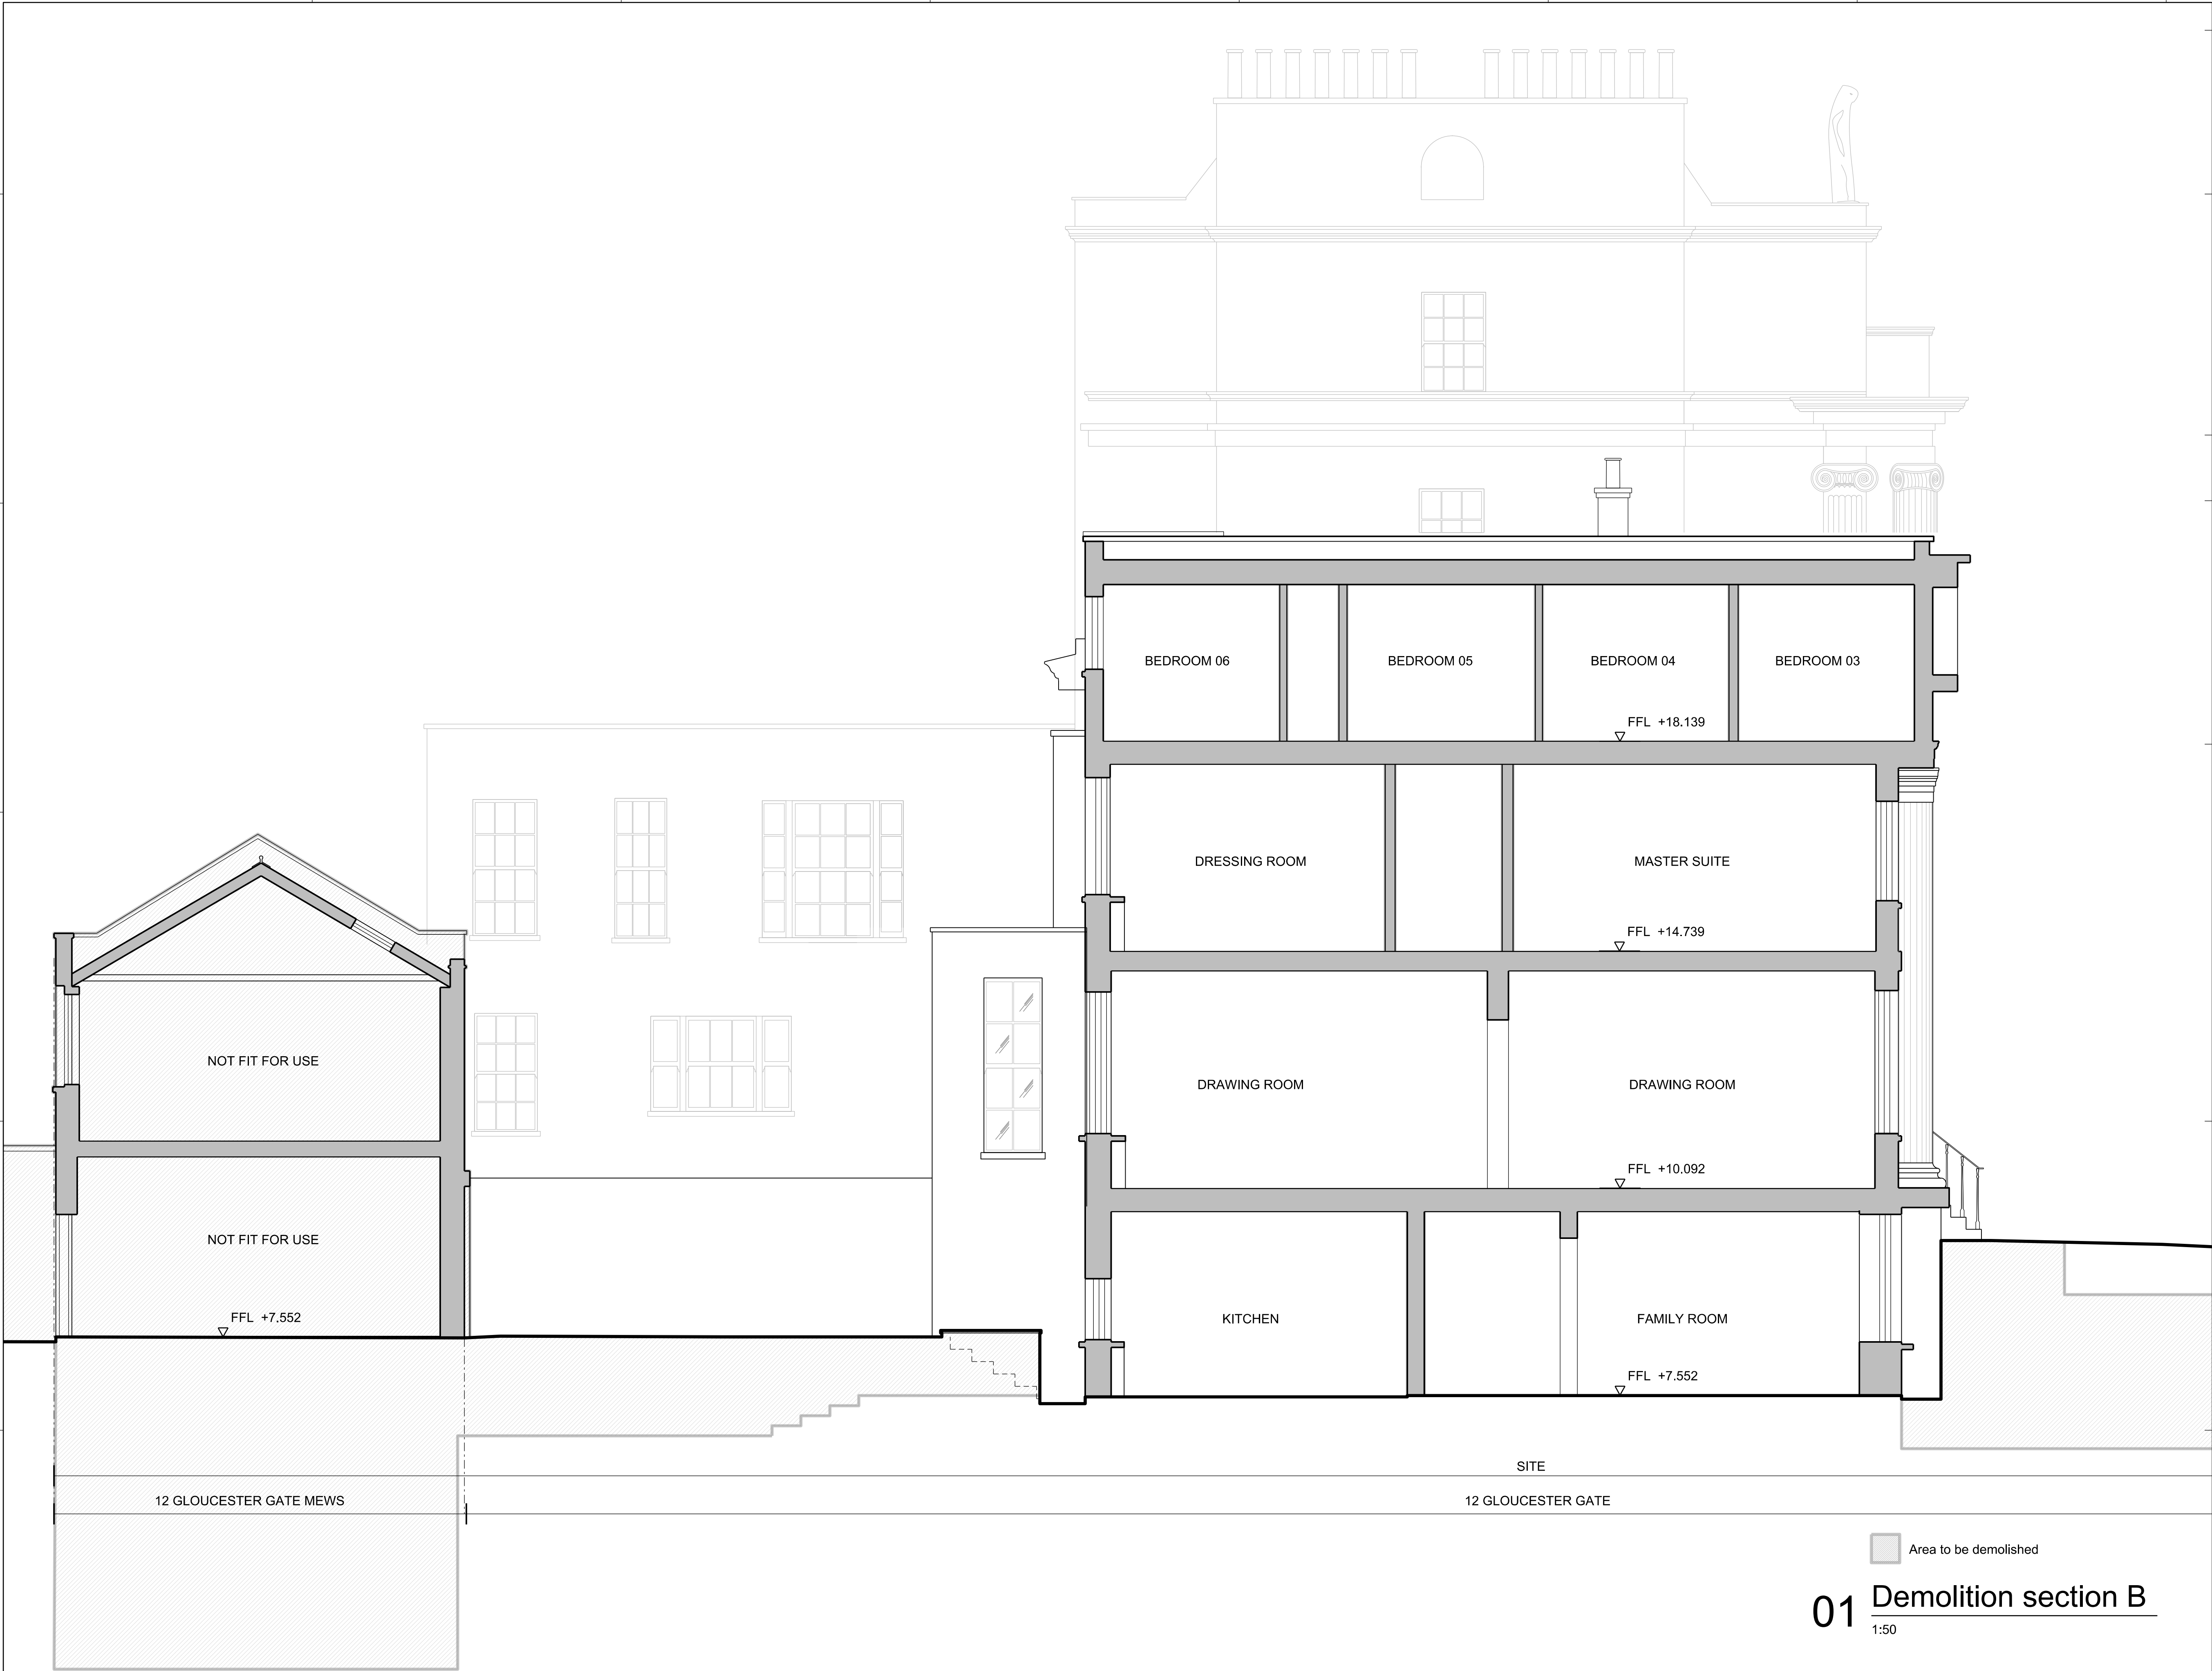 BEDROOM 06
BEDROOM 05
BEDROOM 04
BEDROOM 03
FFL +18.139
DRESSING ROOM
MASTER SUITE
FFL +14.739
NOT FIT FOR USE
DRAWING ROOM
DRAWING ROOM
FFL +10.092
NOT FIT FOR USE
FFL +7.552
KITCHEN
FAMILY ROOM
FFL +7.552
SITE
12 GLOUCESTER GATE MEWS
12 GLOUCESTER GATE
Area to be demolished
01 Demolition section B
1:50